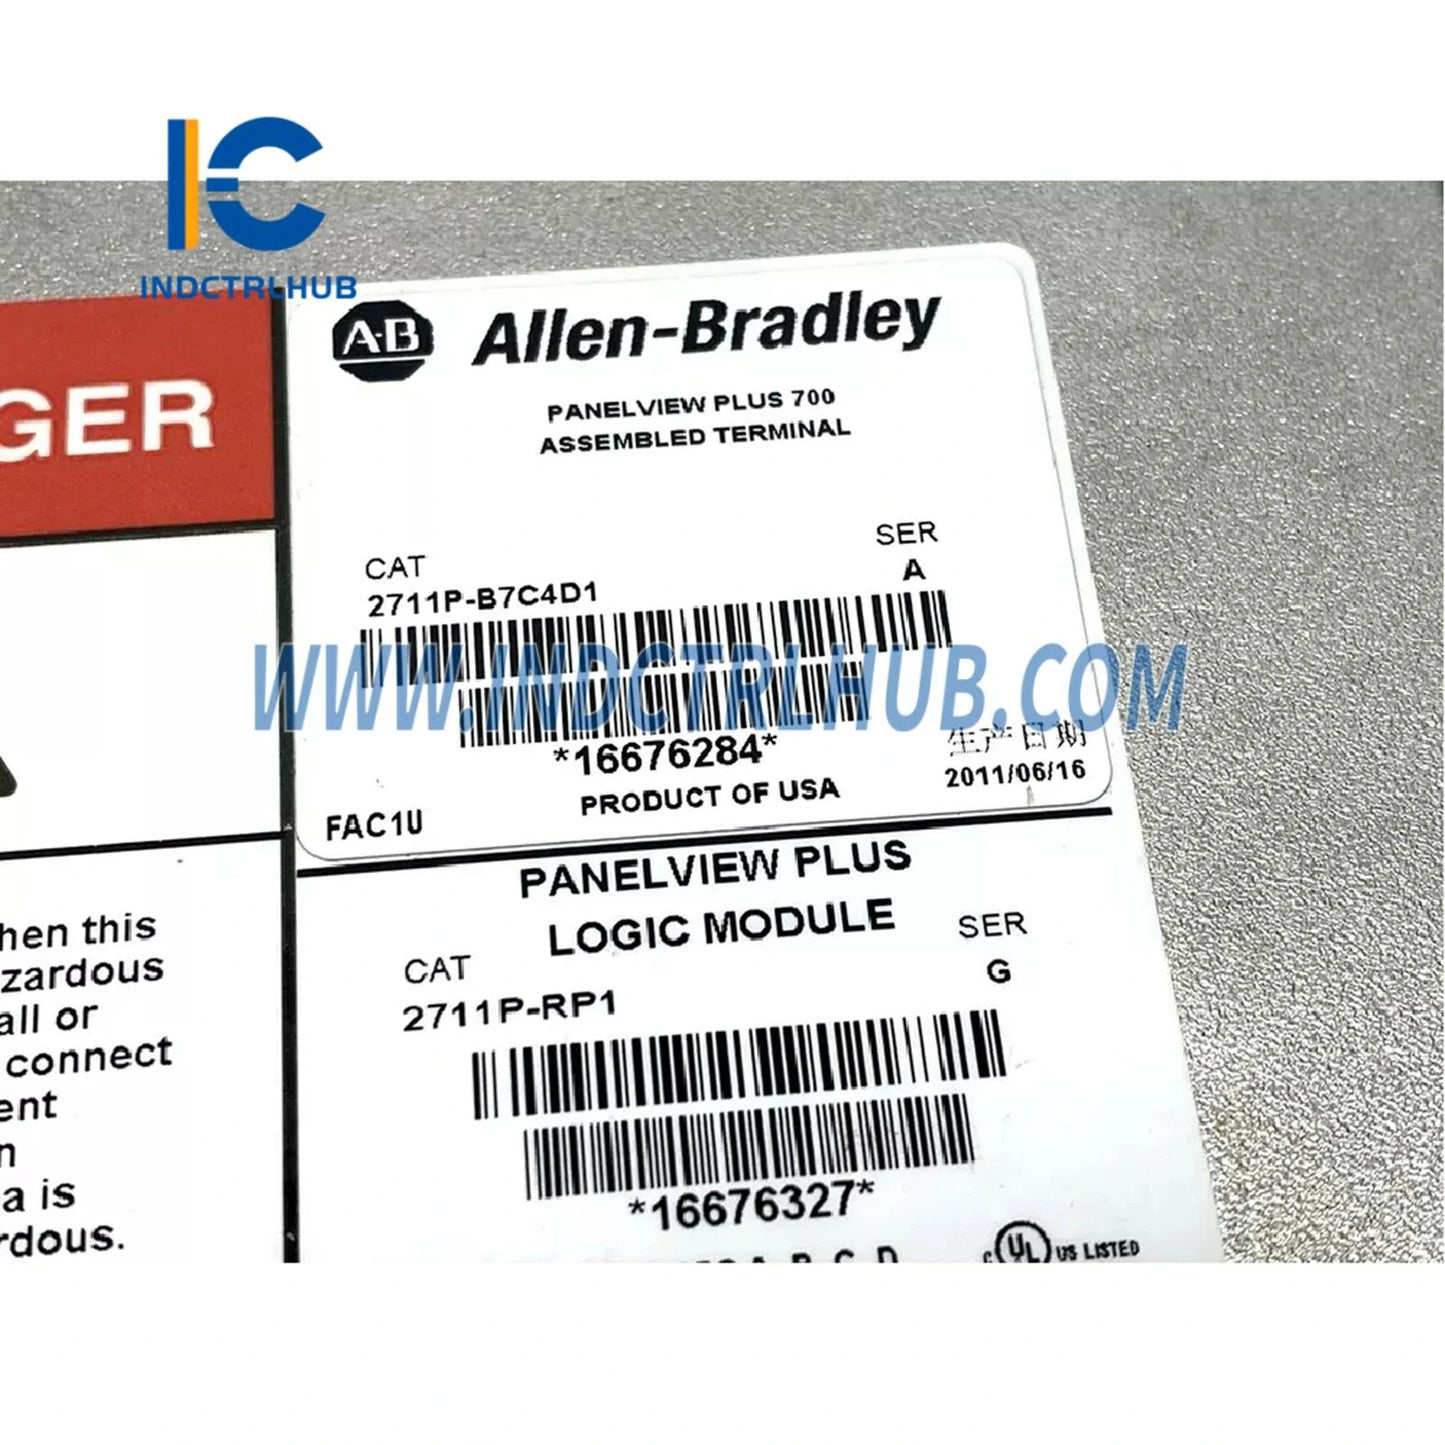 INDCTRLHUB
A-B Allen-Bradley
PANELVIEW PLUS 700
ASSEMBLED TERMINAL
CAT SER
2711P-B7C4D1 A
WWW.INDCTRLHUB.COM
*16676284*
生产日期
2011/06/16
PRODUCT OF USA
FAC1U
PANELVIEW PLUS
LOGIC MODULE
CAT SER
2711P-RP1 G
*16676327*
A, B, C, D
C UL US LISTED
GER
hen this
zardous
all or
connect
ent
n
a is
rdous.